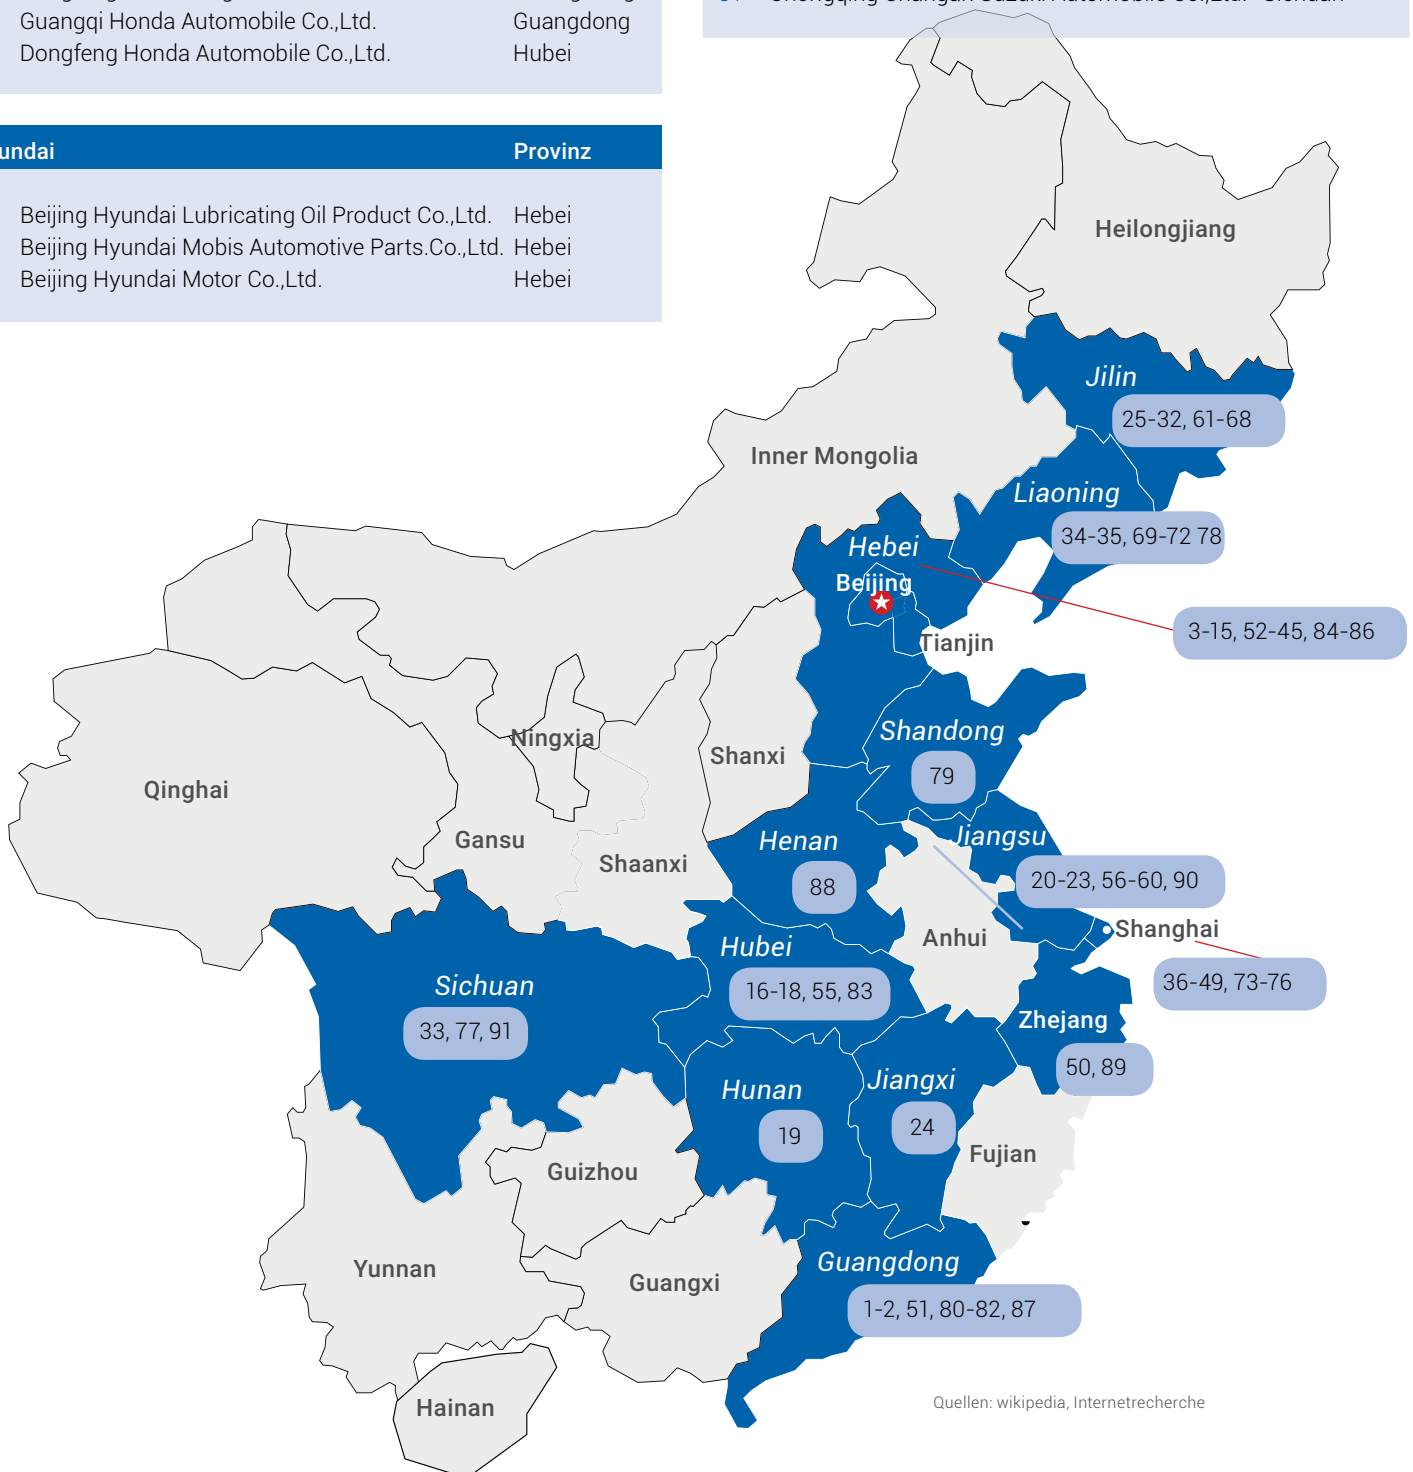 Guangqi Honda Automobile Co.,Ltd. Guangdong
Dongfeng Honda Automobile Co.,Ltd. Hubei
undai Provinz
Beijing Hyundai Lubricating Oil Product Co.,Ltd. Hebei
Beijing Hyundai Mobis Automotive Parts.Co.,Ltd. Hebei
Beijing Hyundai Motor Co.,Ltd. Hebei
Heilongjiang
Jilin
25-32, 61-68
Inner Mongolia
Liaoning
34-35, 69-72 78
Hebei
Beijing
3-15, 52-45, 84-86
Tianjin
Shandong
79
Ningxia
Shanxi
Qinghai
Gansu
Shaanxi
Henan
88
Jiangsu
20-23, 56-60, 90
Shanghai
36-49, 73-76
Anhui
Hubei
16-18, 55, 83
Sichuan
33, 77, 91
Zhejang
50, 89
Hunan
19
Jiangxi
24
Fujian
Guizhou
Yunnan
Guangxi
Guangdong
1-2, 51, 80-82, 87
Hainan
Quellen: wikipedia, Internetrecherche